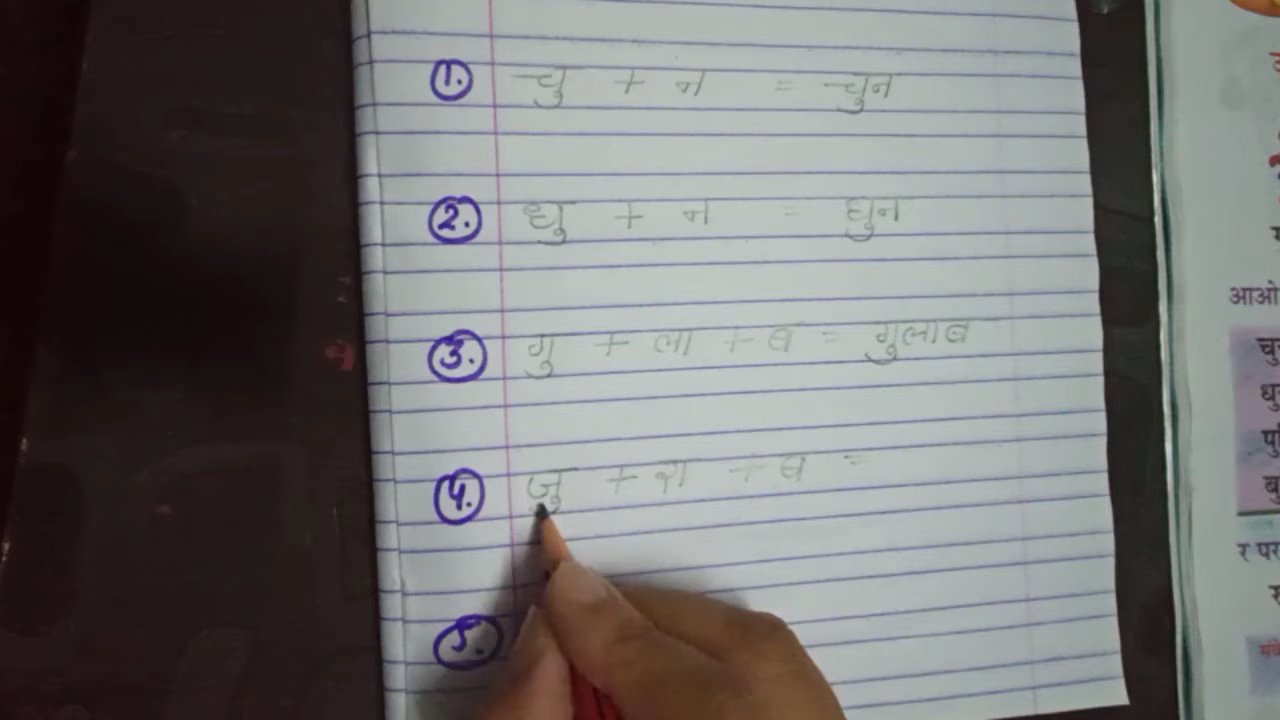 1. चु + न = चुन
2. धु + न = धुन
3. गु + ला + ब = गुलाब
4. जु + रा + ब =
5.
आओ
र पर